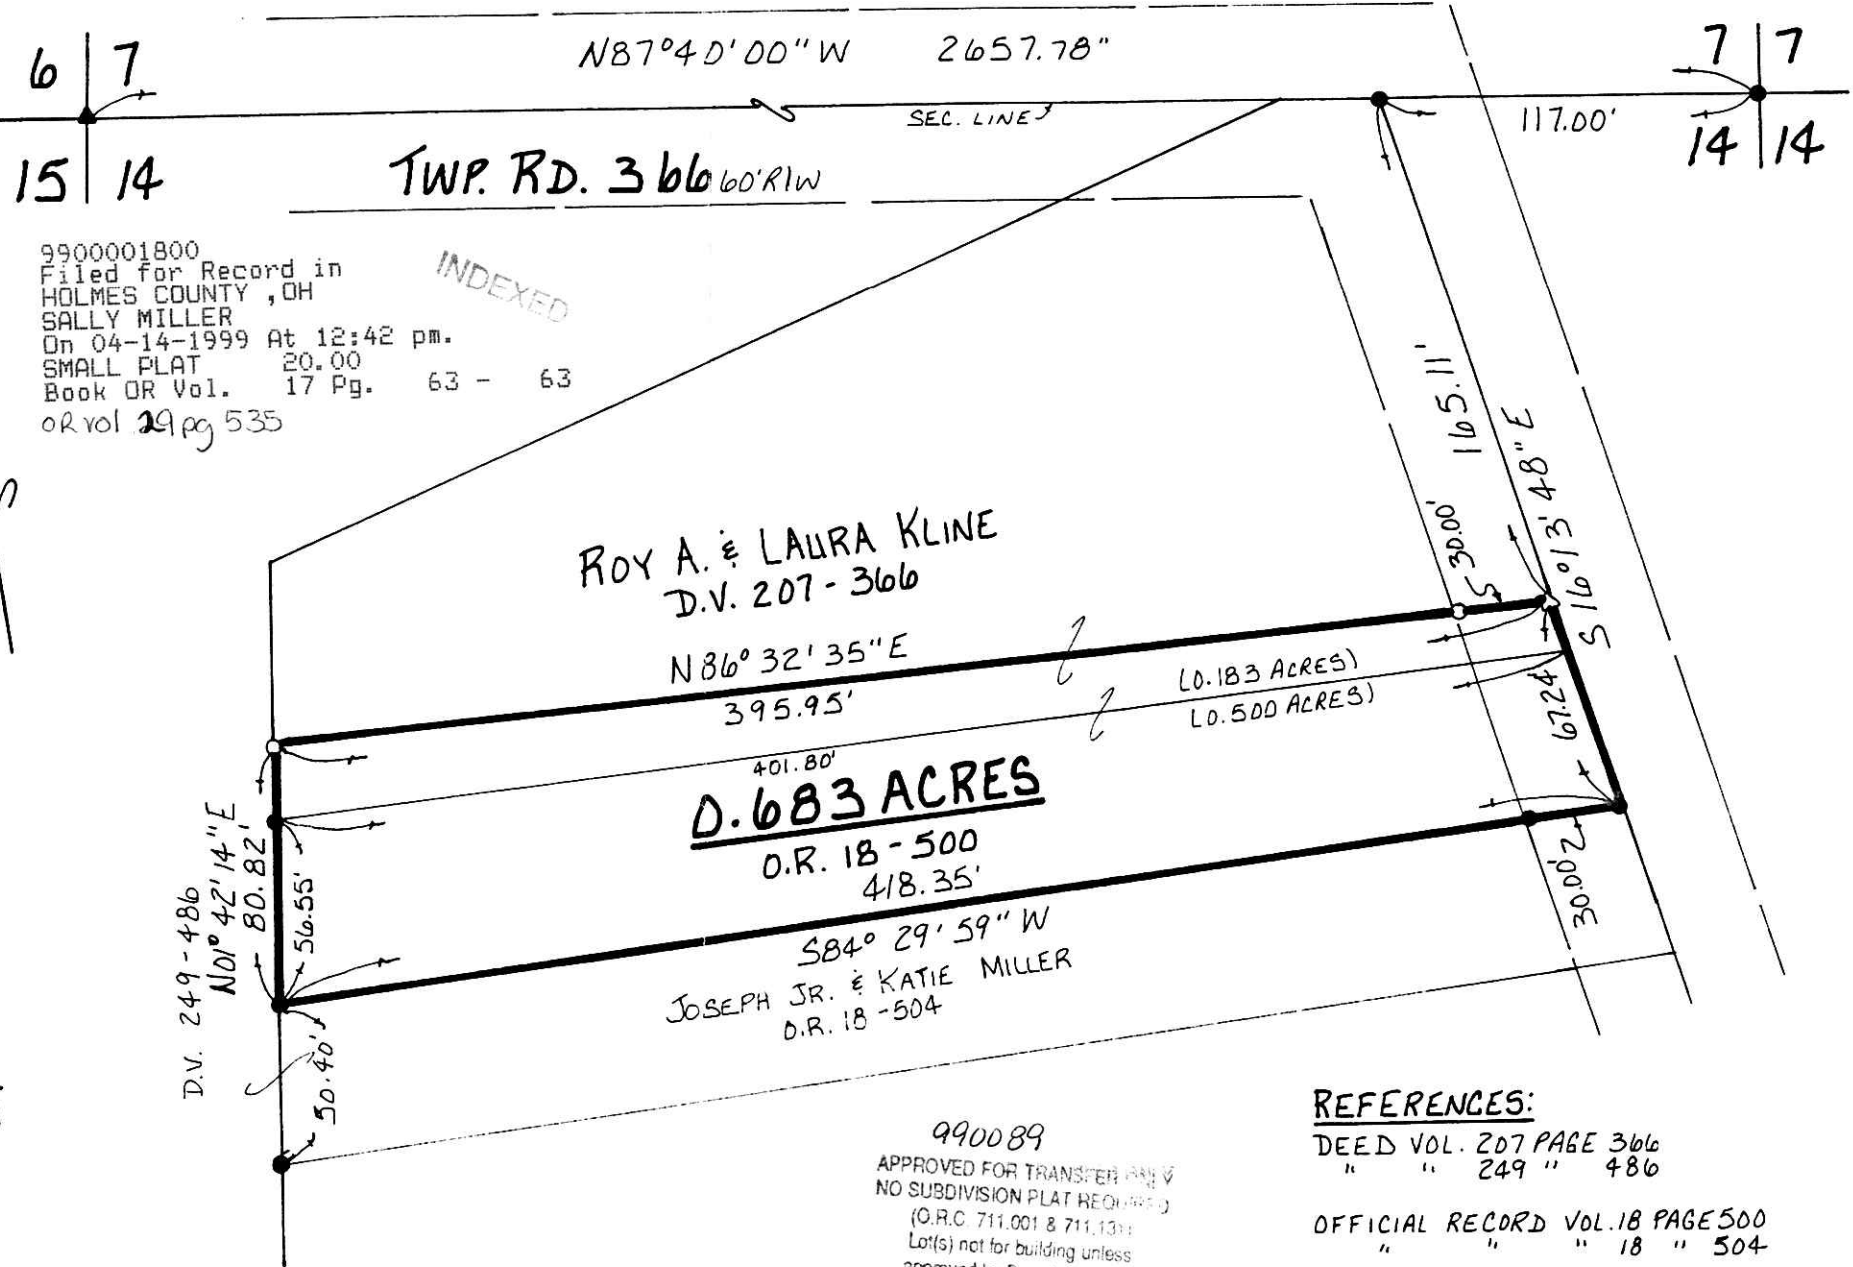 6 7
N87°40'00"W 2657.78"
7 7
SEC. LINE
117.00'
15 14
TWP. RD. 366 60'R/W
14 14
9900001800
Filed for Record in
HOLMES COUNTY ,OH
SALLY MILLER
On 04-14-1999 At 12:42 pm.
SMALL PLAT 20.00
Book OR Vol. 17 Pg. 63 - 63
OR vol 29 pg 535
INDEXED
165.11'
S 16°13'48"E
30.00'
ROY A. & LAURA KLINE
D.V. 207-366
N86°32'35"E
395.95'
(0.183 ACRES)
(0.500 ACRES)
67.24'
401.80'
0.683 ACRES
O.R. 18-500
418.35'
S84° 29' 59" W
JOSEPH JR. & KATIE MILLER
O.R. 18-504
30.00'
D.V. 249-486
N01°42'14"E
80.82'
56.55'
50.40'
990089
APPROVED FOR TRANSFER
NO SUBDIVISION PLAT REQUIRED
(O.R.C. 711.001 & 711.131)
Lot(s) not for building unless
REFERENCES:
DEED VOL. 207 PAGE 366
" " 249 " 486
OFFICIAL RECORD VOL.18 PAGE 500
" " " 18 " 504